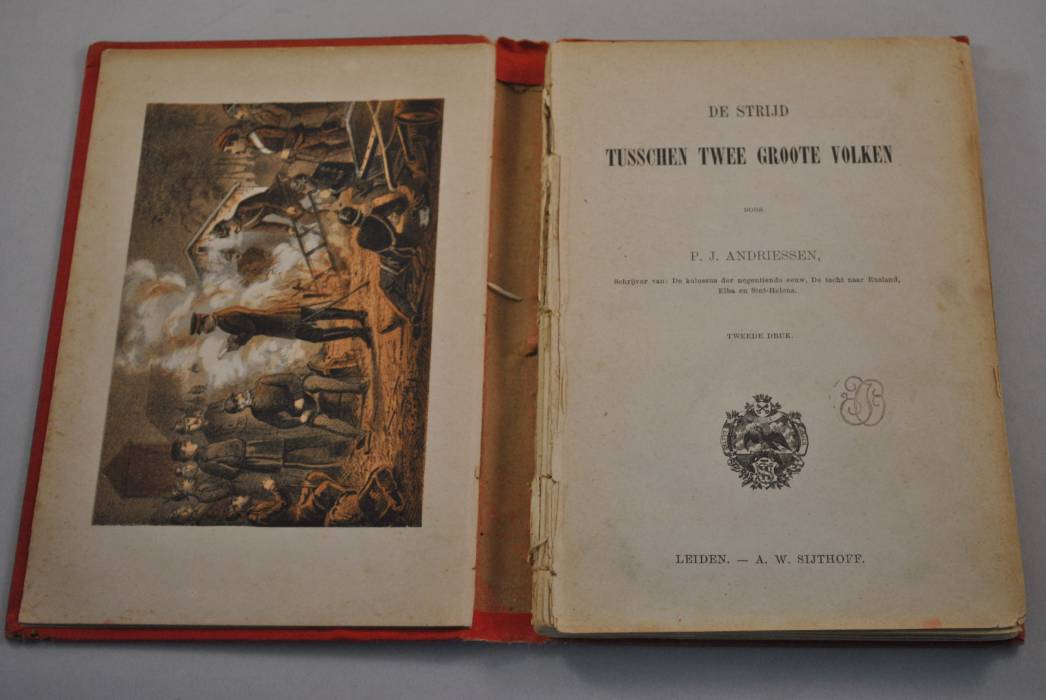 DE STRIJD
TUSSCHEN TWEE GROOTE VOLKEN
DOOR
P. J. ANDRIESSEN,
Schrijver van: De kolossus der negentiende eeuw, De tocht naar Rusland,
Elba en Sint-Helena.
TWEEDE DRUK.
LEIDEN. — A. W. SIJTHOFF.